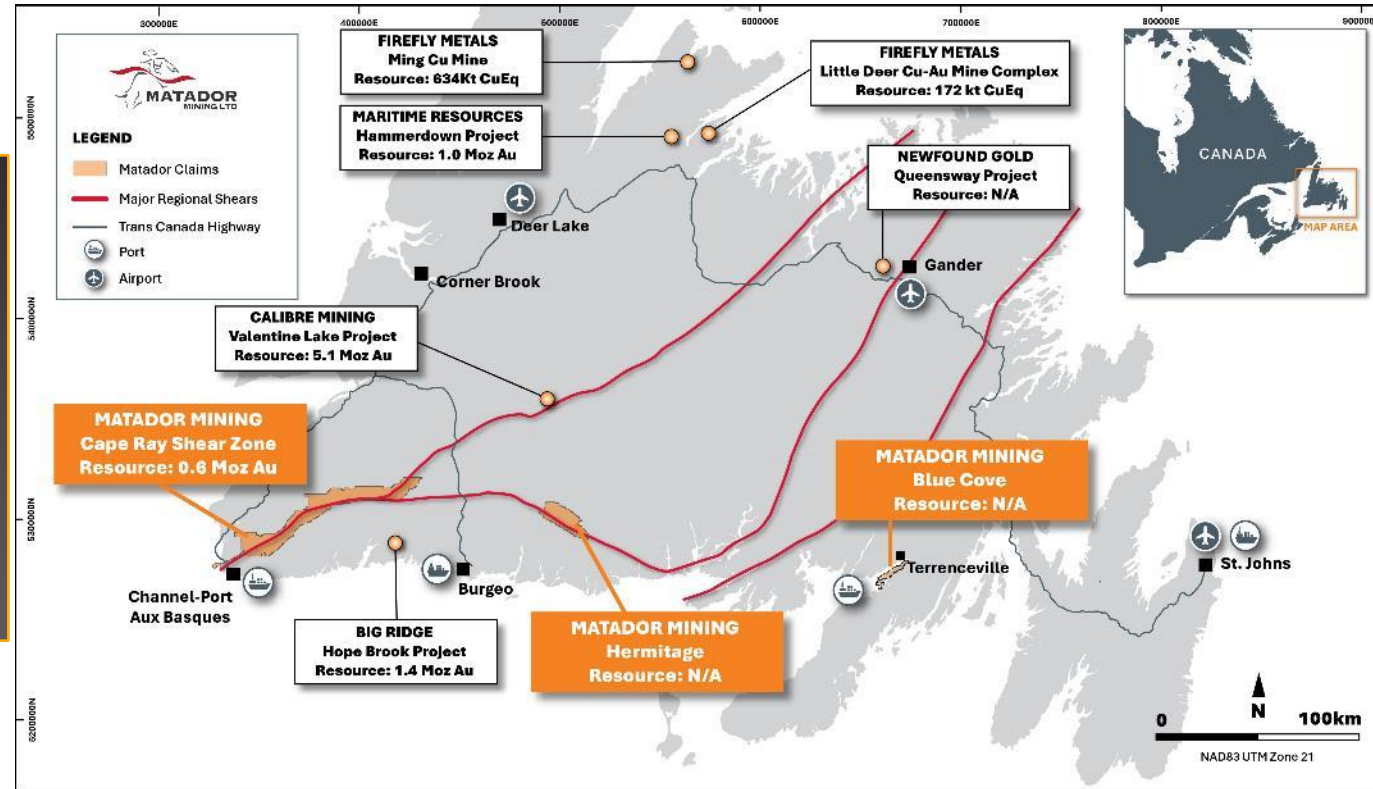 300000E
400000E
500000E
600000E
700000E
800000E
900000E
5500000N
5400000N
5300000N
5200000N
MATADOR
MINING LTD
LEGEND
Matador Claims
Major Regional Shears
Trans Canada Highway
Port
Airport
FIREFLY METALS
Ming Cu Mine
Resource: 634Kt CuEq
FIREFLY METALS
Little Deer Cu-Au Mine Complex
Resource: 172 kt CuEq
MARITIME RESOURCES
Hammerdown Project
Resource: 1.0 Moz Au
NEWFOUND GOLD
Queensway Project
Resource: N/A
CANADA
MAP AREA
Deer Lake
Corner Brook
Gander
CALIBRE MINING
Valentine Lake Project
Resource: 5.1 Moz Au
MATADOR MINING
Cape Ray Shear Zone
Resource: 0.6 Moz Au
MATADOR MINING
Blue Cove
Resource: N/A
Channel-Port
Aux Basques
Burgeo
Terrenceville
St. Johns
BIG RIDGE
Hope Brook Project
Resource: 1.4 Moz Au
MATADOR MINING
Hermitage
Resource: N/A
N
0 100km
NAD83 UTM Zone 21